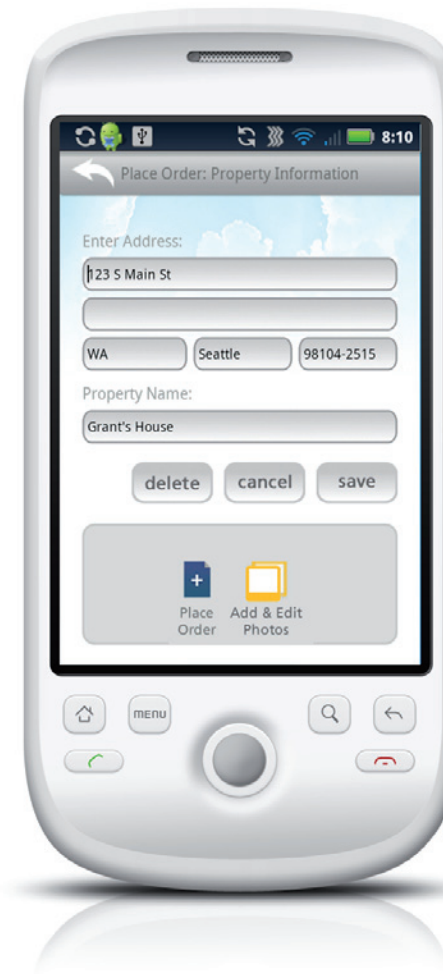 8:10
Place Order: Property Information
Enter Address:
123 S Main St
WA Seattle 98104-2515
Property Name:
Grant's House
delete cancel save
+
Place Order
Add & Edit Photos
MENU